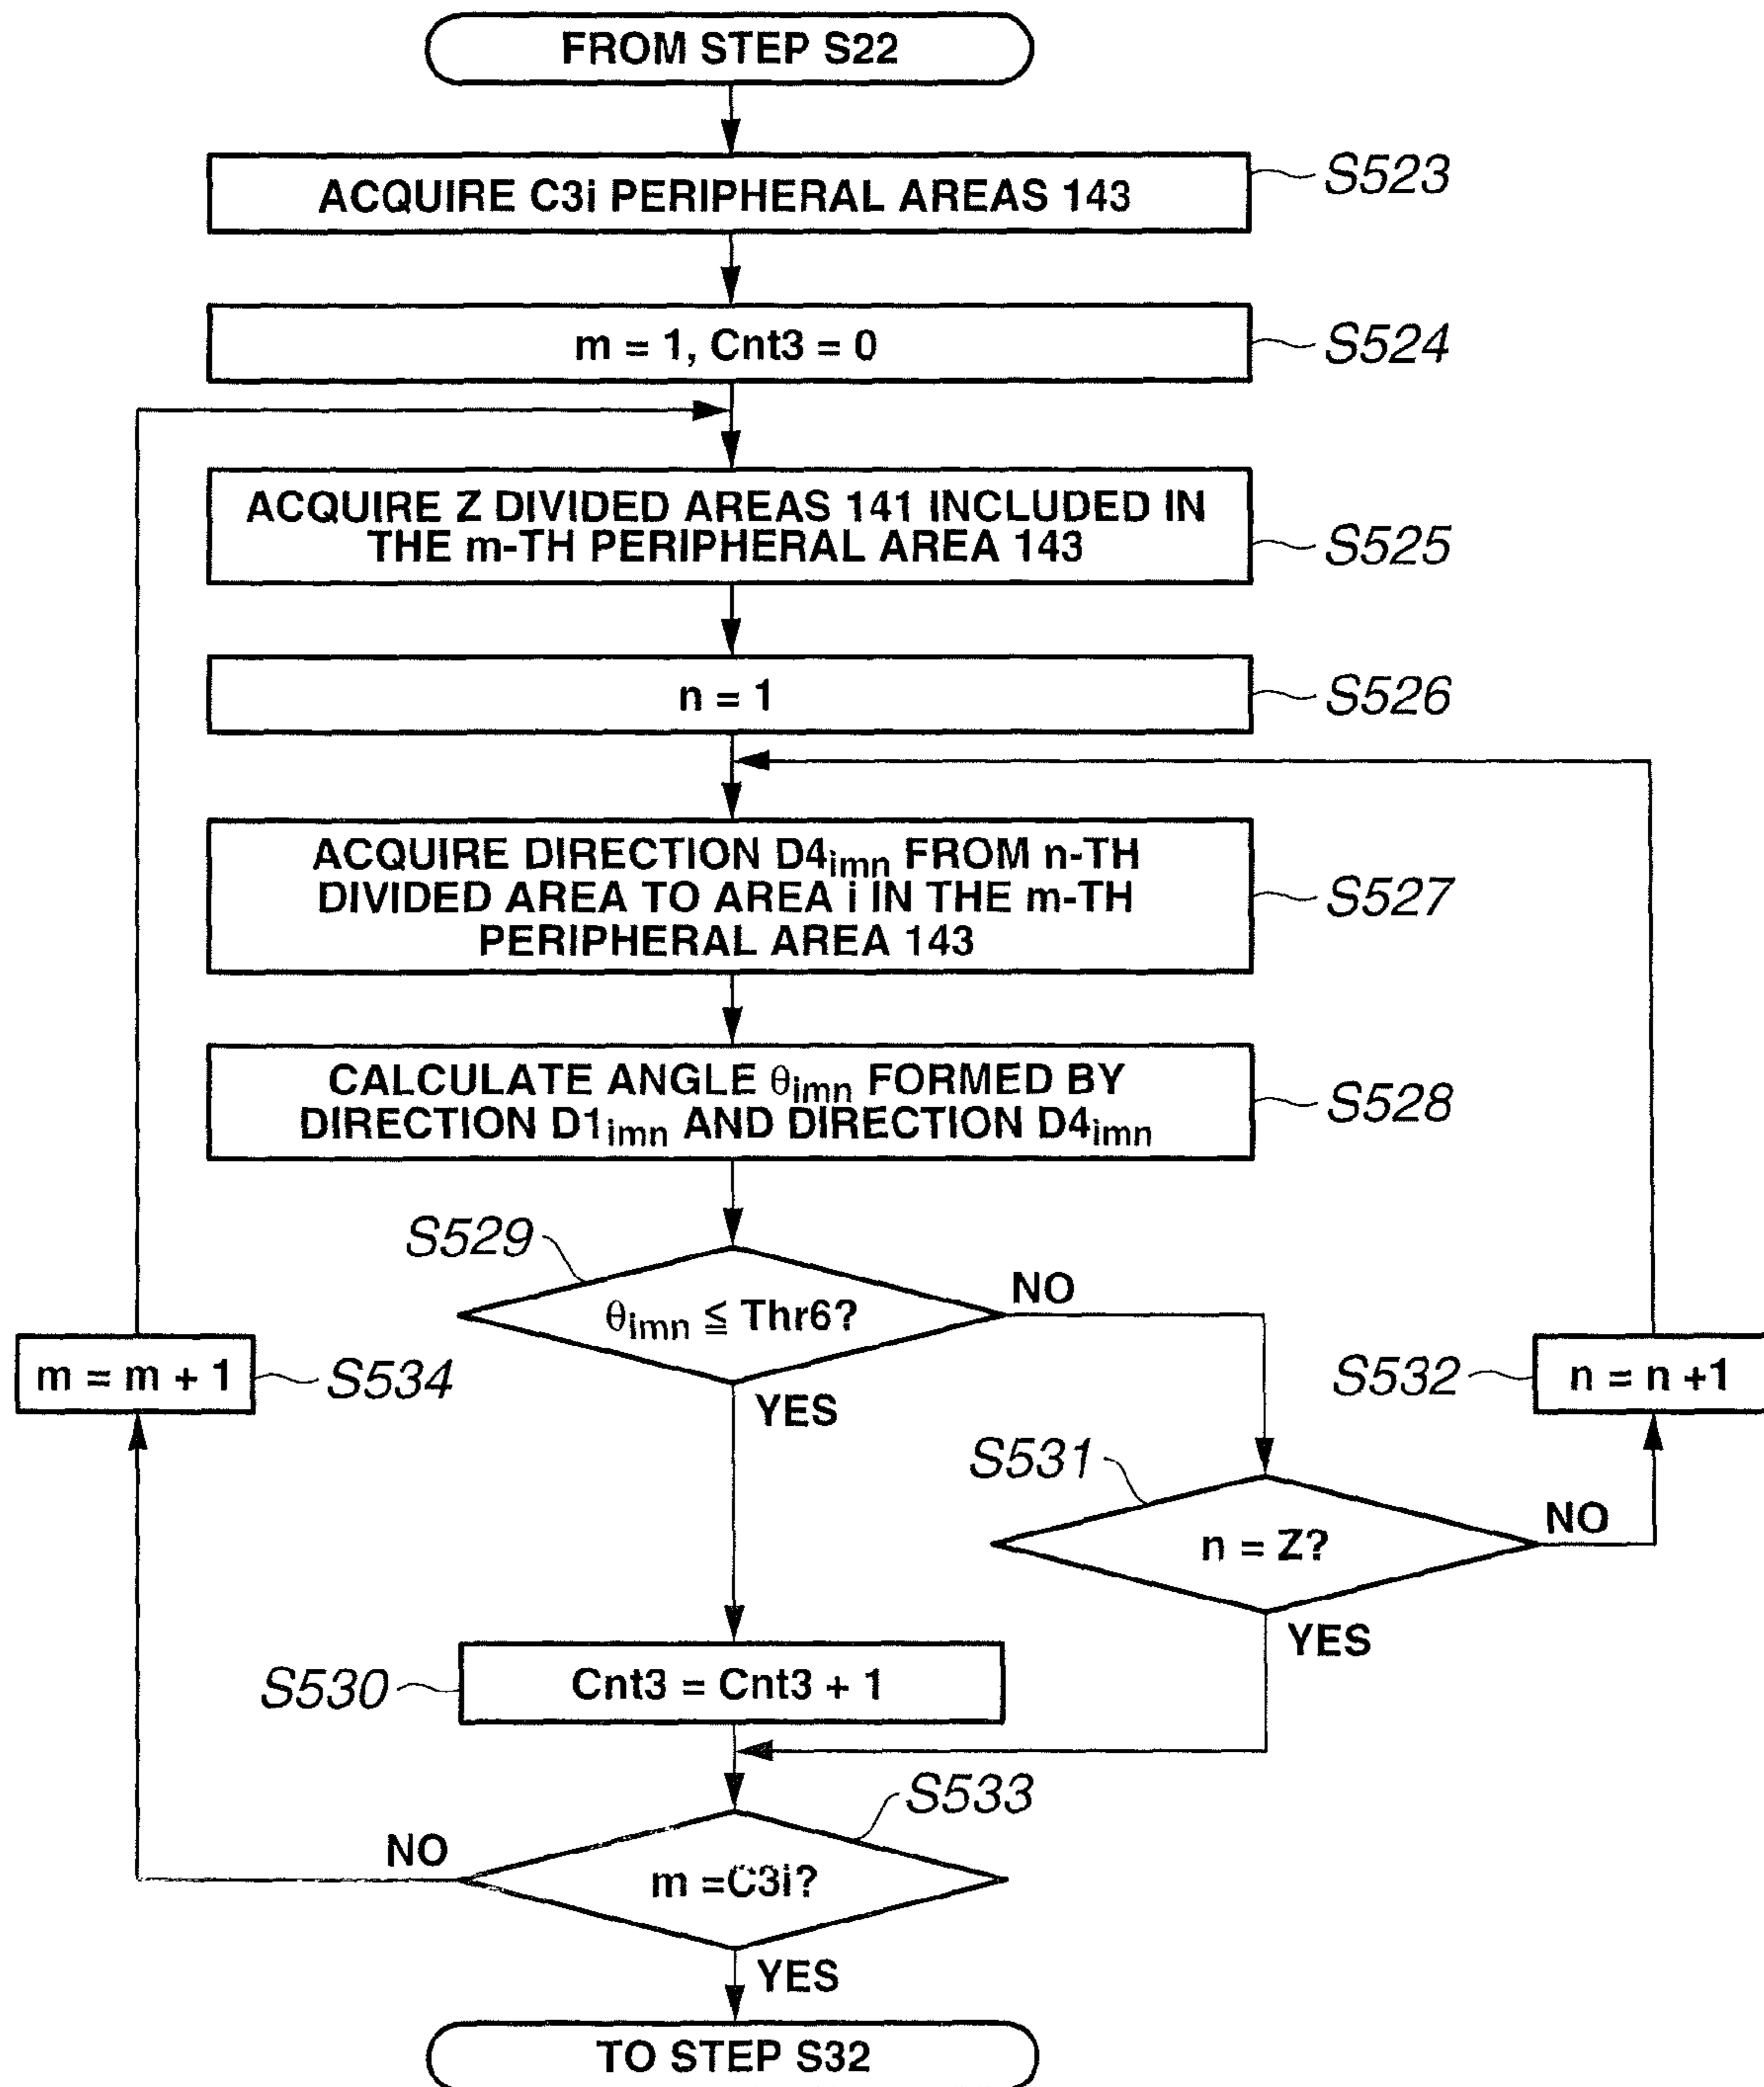 FROM STEP S22
ACQUIRE C3i PERIPHERAL AREAS 143
S523
m = 1, Cnt3 = 0
S524
ACQUIRE Z DIVIDED AREAS 141 INCLUDED IN
THE m-TH PERIPHERAL AREA 143
S525
n = 1
S526
ACQUIRE DIRECTION D4imn FROM n-TH
DIVIDED AREA TO AREA i IN THE m-TH
PERIPHERAL AREA 143
S527
CALCULATE ANGLE θimn FORMED BY
DIRECTION D1imn AND DIRECTION D4imn
S528
S529
θimn ≦ Thr6?
NO
YES
m = m + 1
S534
S532
n = n +1
S531
n = Z?
NO
YES
S530
Cnt3 = Cnt3 + 1
S533
NO
m =C3i?
YES
TO STEP S32